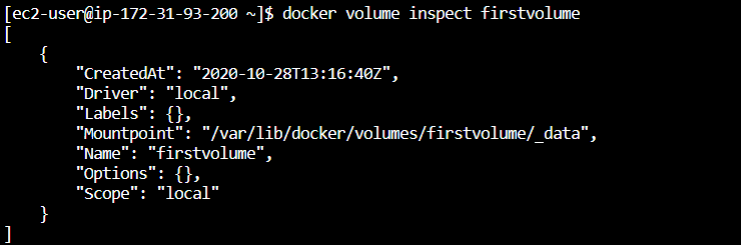 [ec2-user@ip-172-31-93-200 ~]$ docker volume inspect firstvolume
[
    {
        "CreatedAt": "2020-10-28T13:16:40Z",
        "Driver": "local",
        "Labels": {},
        "Mountpoint": "/var/lib/docker/volumes/firstvolume/_data",
        "Name": "firstvolume",
        "Options": {},
        "Scope": "local"
    }
]